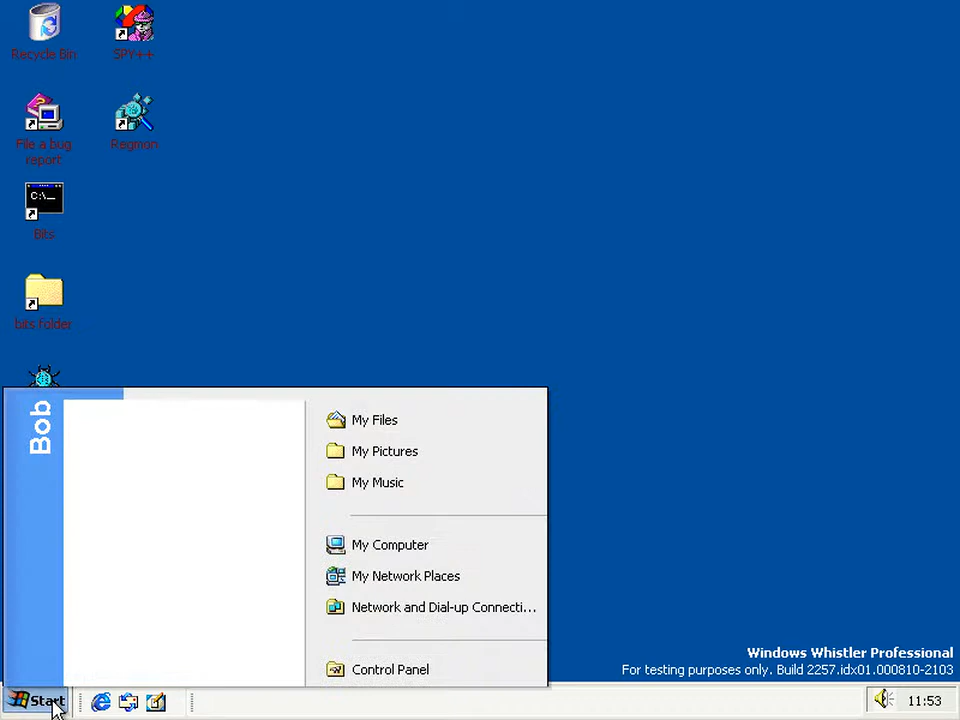 Recycle Bin
SPY++
File a bug
report
Regmon
C:\
Bits
bits folder
Bob
My Files
My Pictures
My Music
My Computer
My Network Places
Network and Dial-up Connecti...
Control Panel
Windows Whistler Professional
For testing purposes only. Build 2257.idx01.000810-2103
Start
11:53